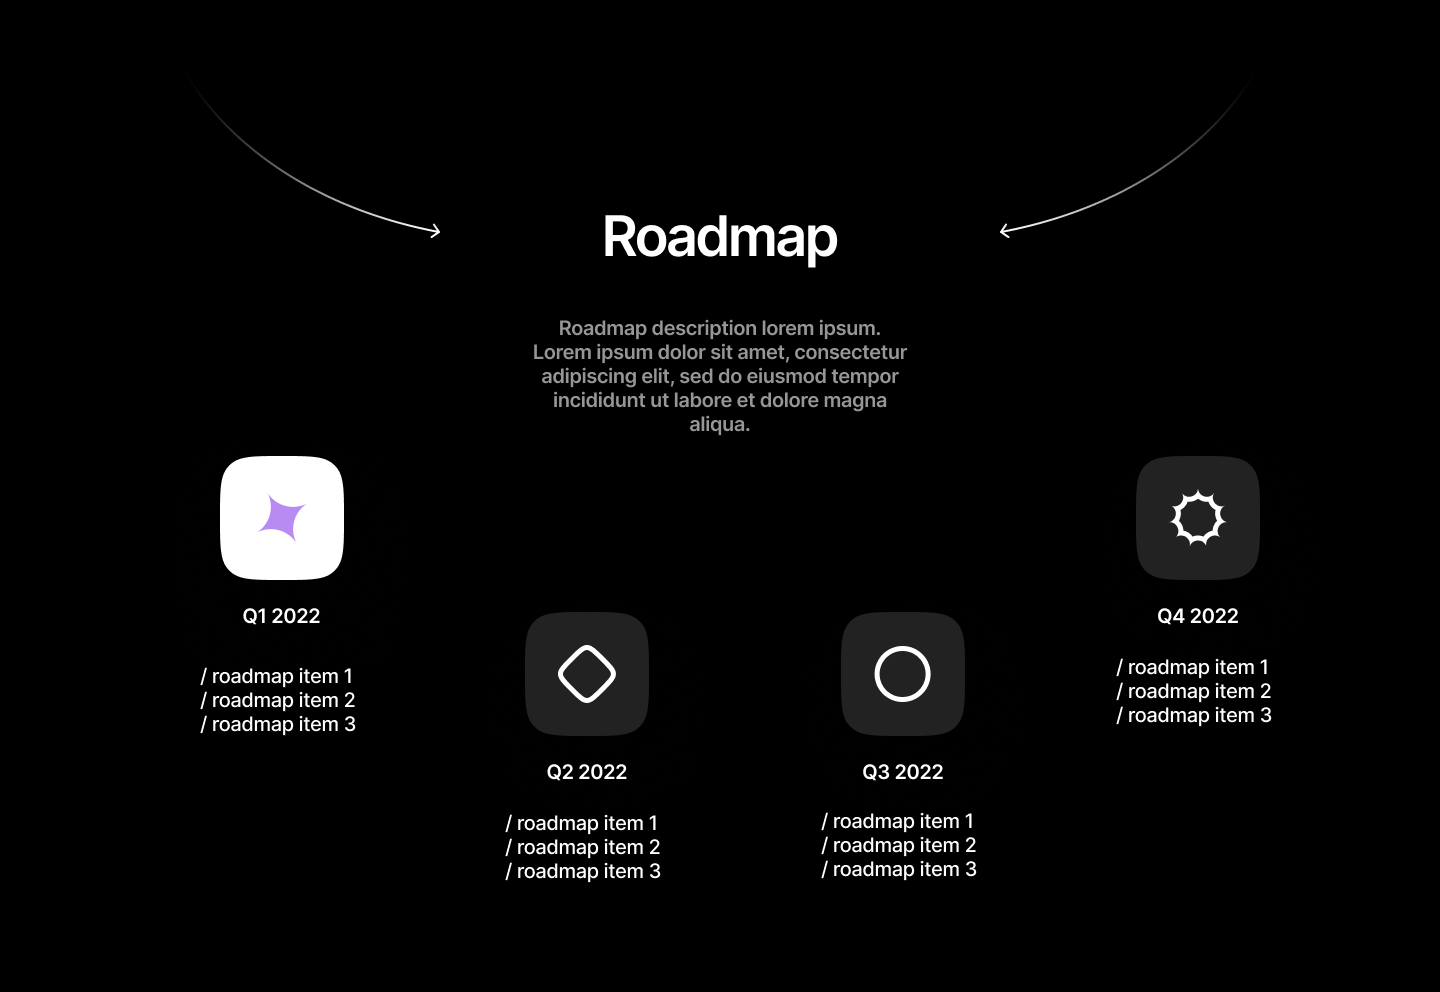 Roadmap
Roadmap description lorem ipsum.
Lorem ipsum dolor sit amet, consectetur
adipiscing elit, sed do eiusmod tempor
incididunt ut labore et dolore magna
aliqua.
Q1 2022
/ roadmap item 1
/ roadmap item 2
/ roadmap item 3
Q2 2022
/ roadmap item 1
/ roadmap item 2
/ roadmap item 3
Q3 2022
/ roadmap item 1
/ roadmap item 2
/ roadmap item 3
Q4 2022
/ roadmap item 1
/ roadmap item 2
/ roadmap item 3